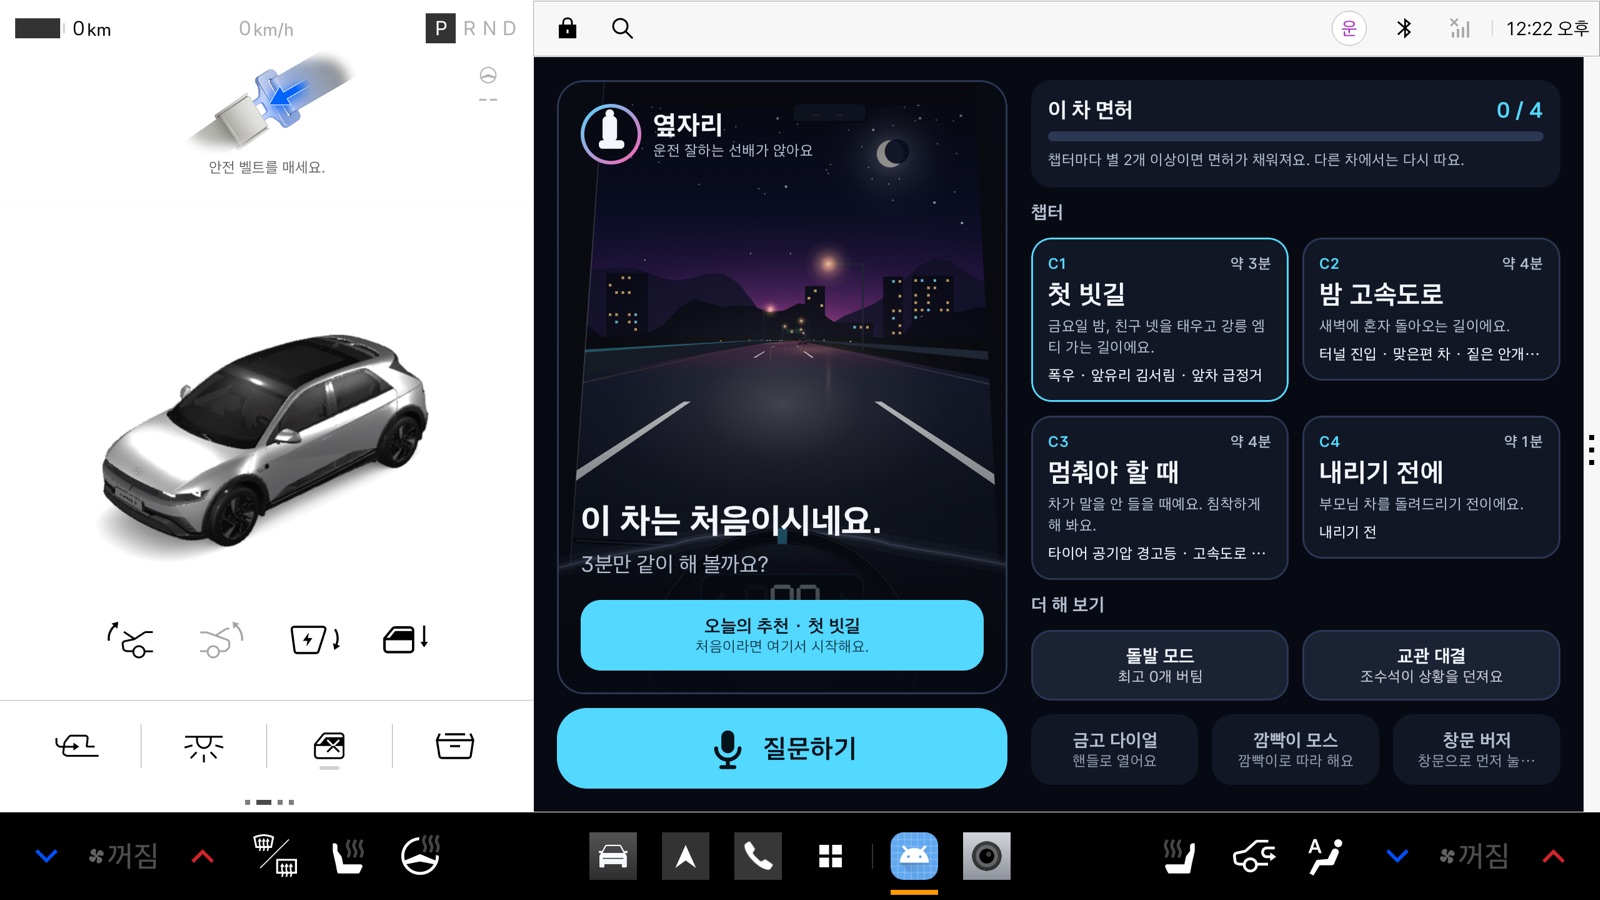 0 km
0 km/h
P R N D
운
12:22 오후
--
안전 벨트를 매세요.
옆자리
운전 잘하는 선배가 앉아요
이 차는 처음이시네요.
3분만 같이 해 볼까요?
오늘의 추천 · 첫 빗길
처음이라면 여기서 시작해요.
질문하기
이 차 면허
0 / 4
챕터마다 별 2개 이상이면 면허가 채워져요. 다른 차에서는 다시 따요.
챕터
C1
약 3분
첫 빗길
금요일 밤, 친구 넷을 태우고 강릉 엠
티 가는 길이에요.
폭우 · 앞유리 김서림 · 앞차 급정거
C2
약 4분
밤 고속도로
새벽에 혼자 돌아오는 길이에요.
터널 진입 · 맞은편 차 · 짙은 안개…
C3
약 4분
멈춰야 할 때
차가 말을 안 들을 때예요. 침착하게
해 봐요.
타이어 공기압 경고등 · 고속도로 …
C4
약 1분
내리기 전에
부모님 차를 돌려드리기 전이에요.
내리기 전
더 해 보기
돌발 모드
최고 0개 버팀
교관 대결
조수석이 상황을 던져요
금고 다이얼
핸들로 열어요
깜빡이 모스
깜빡이로 따라 해요
창문 버저
창문으로 먼저 눌…
꺼짐
A
꺼짐